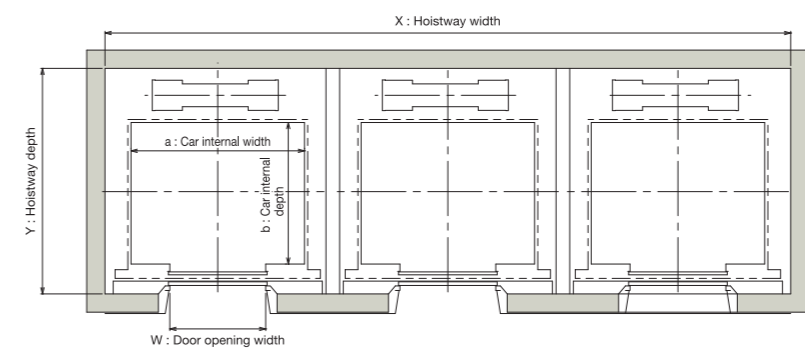 X : Hoistway width
a : Car internal width
b : Car internal
depth
Y : Hoistway depth
W : Door opening width